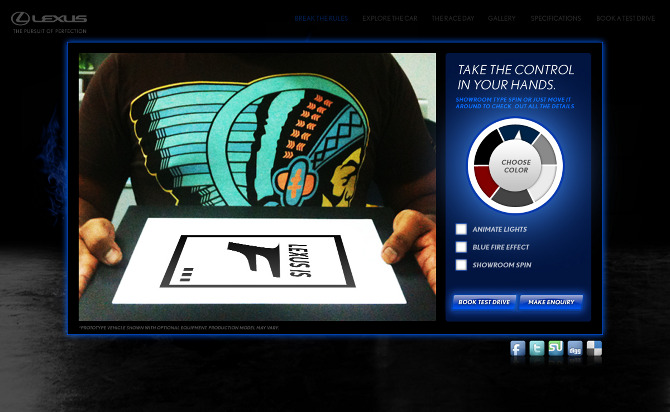 LEXUS
THE PURSUIT OF PERFECTION
BREAK THE RULES
EXPLORE THE CAR
THE RACE DAY
GALLERY
SPECIFICATIONS
BOOK A TEST DRIVE
TAKE THE CONTROL
IN YOUR HANDS.
SHOWROOM TYPE SPIN OR JUST MOVE IT
AROUND TO CHECK OUT ALL THE DETAILS
CHOOSE
COLOR
ANIMATE LIGHTS
BLUE FIRE EFFECT
SHOWROOM SPIN
BOOK TEST DRIVE
MAKE ENQUIRY
LEXUS IS
F
*PROTOTYPE VEHICLE SHOWN WITH OPTIONAL EQUIPMENT. PRODUCTION MODEL MAY VARY
f
t
SU
digg